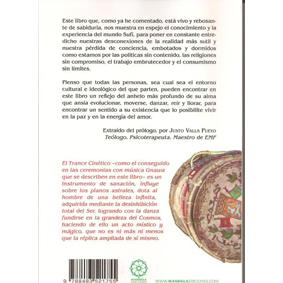 Este libro que, como ya he comentado, está vivo y rebosan-
te de sabiduría, nos muestra en espejo el conocimiento y la
experiencia del mundo Sufí, para poner en constante entre-
dicho nuestras desconexiones de la realidad más sutil y
nuestra pérdida de conciencia, embotados y dormidos
como estamos por las políticas sin contenido, las religiones
sin compromiso, el trabajo embrutecedor y el consumismo
sin límites.
Pienso que todas las personas, sea cual sea el entorno
cultural e ideológico del que parten, pueden encontrar en
este libro un reflejo del anhelo más profundo de su alma
que ansía evolucionar, moverse, danzar, reír y llorar, para
encontrar un sentido a su existencia que lo posibilite vivir
en la paz y en la energía del amor.
Extraído del prólogo, por Justo Valls Pueyo
Teólogo, Psicoterapeuta, Maestro de EMF
El Trance Cinético –como el conseguido
en las ceremonias con música Gnawa
que se describen en este libro– es un
instrumento de sanación, influye
sobre los planos astrales, dota al
hombre de una belleza infinita,
adquirida mediante la desinhibición
total del Ser, logrando con la danza
fundirse en la grandeza del Cosmos,
haciendo de ello un acto místico y
mágico, que no es ni más ni menos que
la réplica ampliada de sí mismo.
9 788483 521755
www.mandalaediciones.com